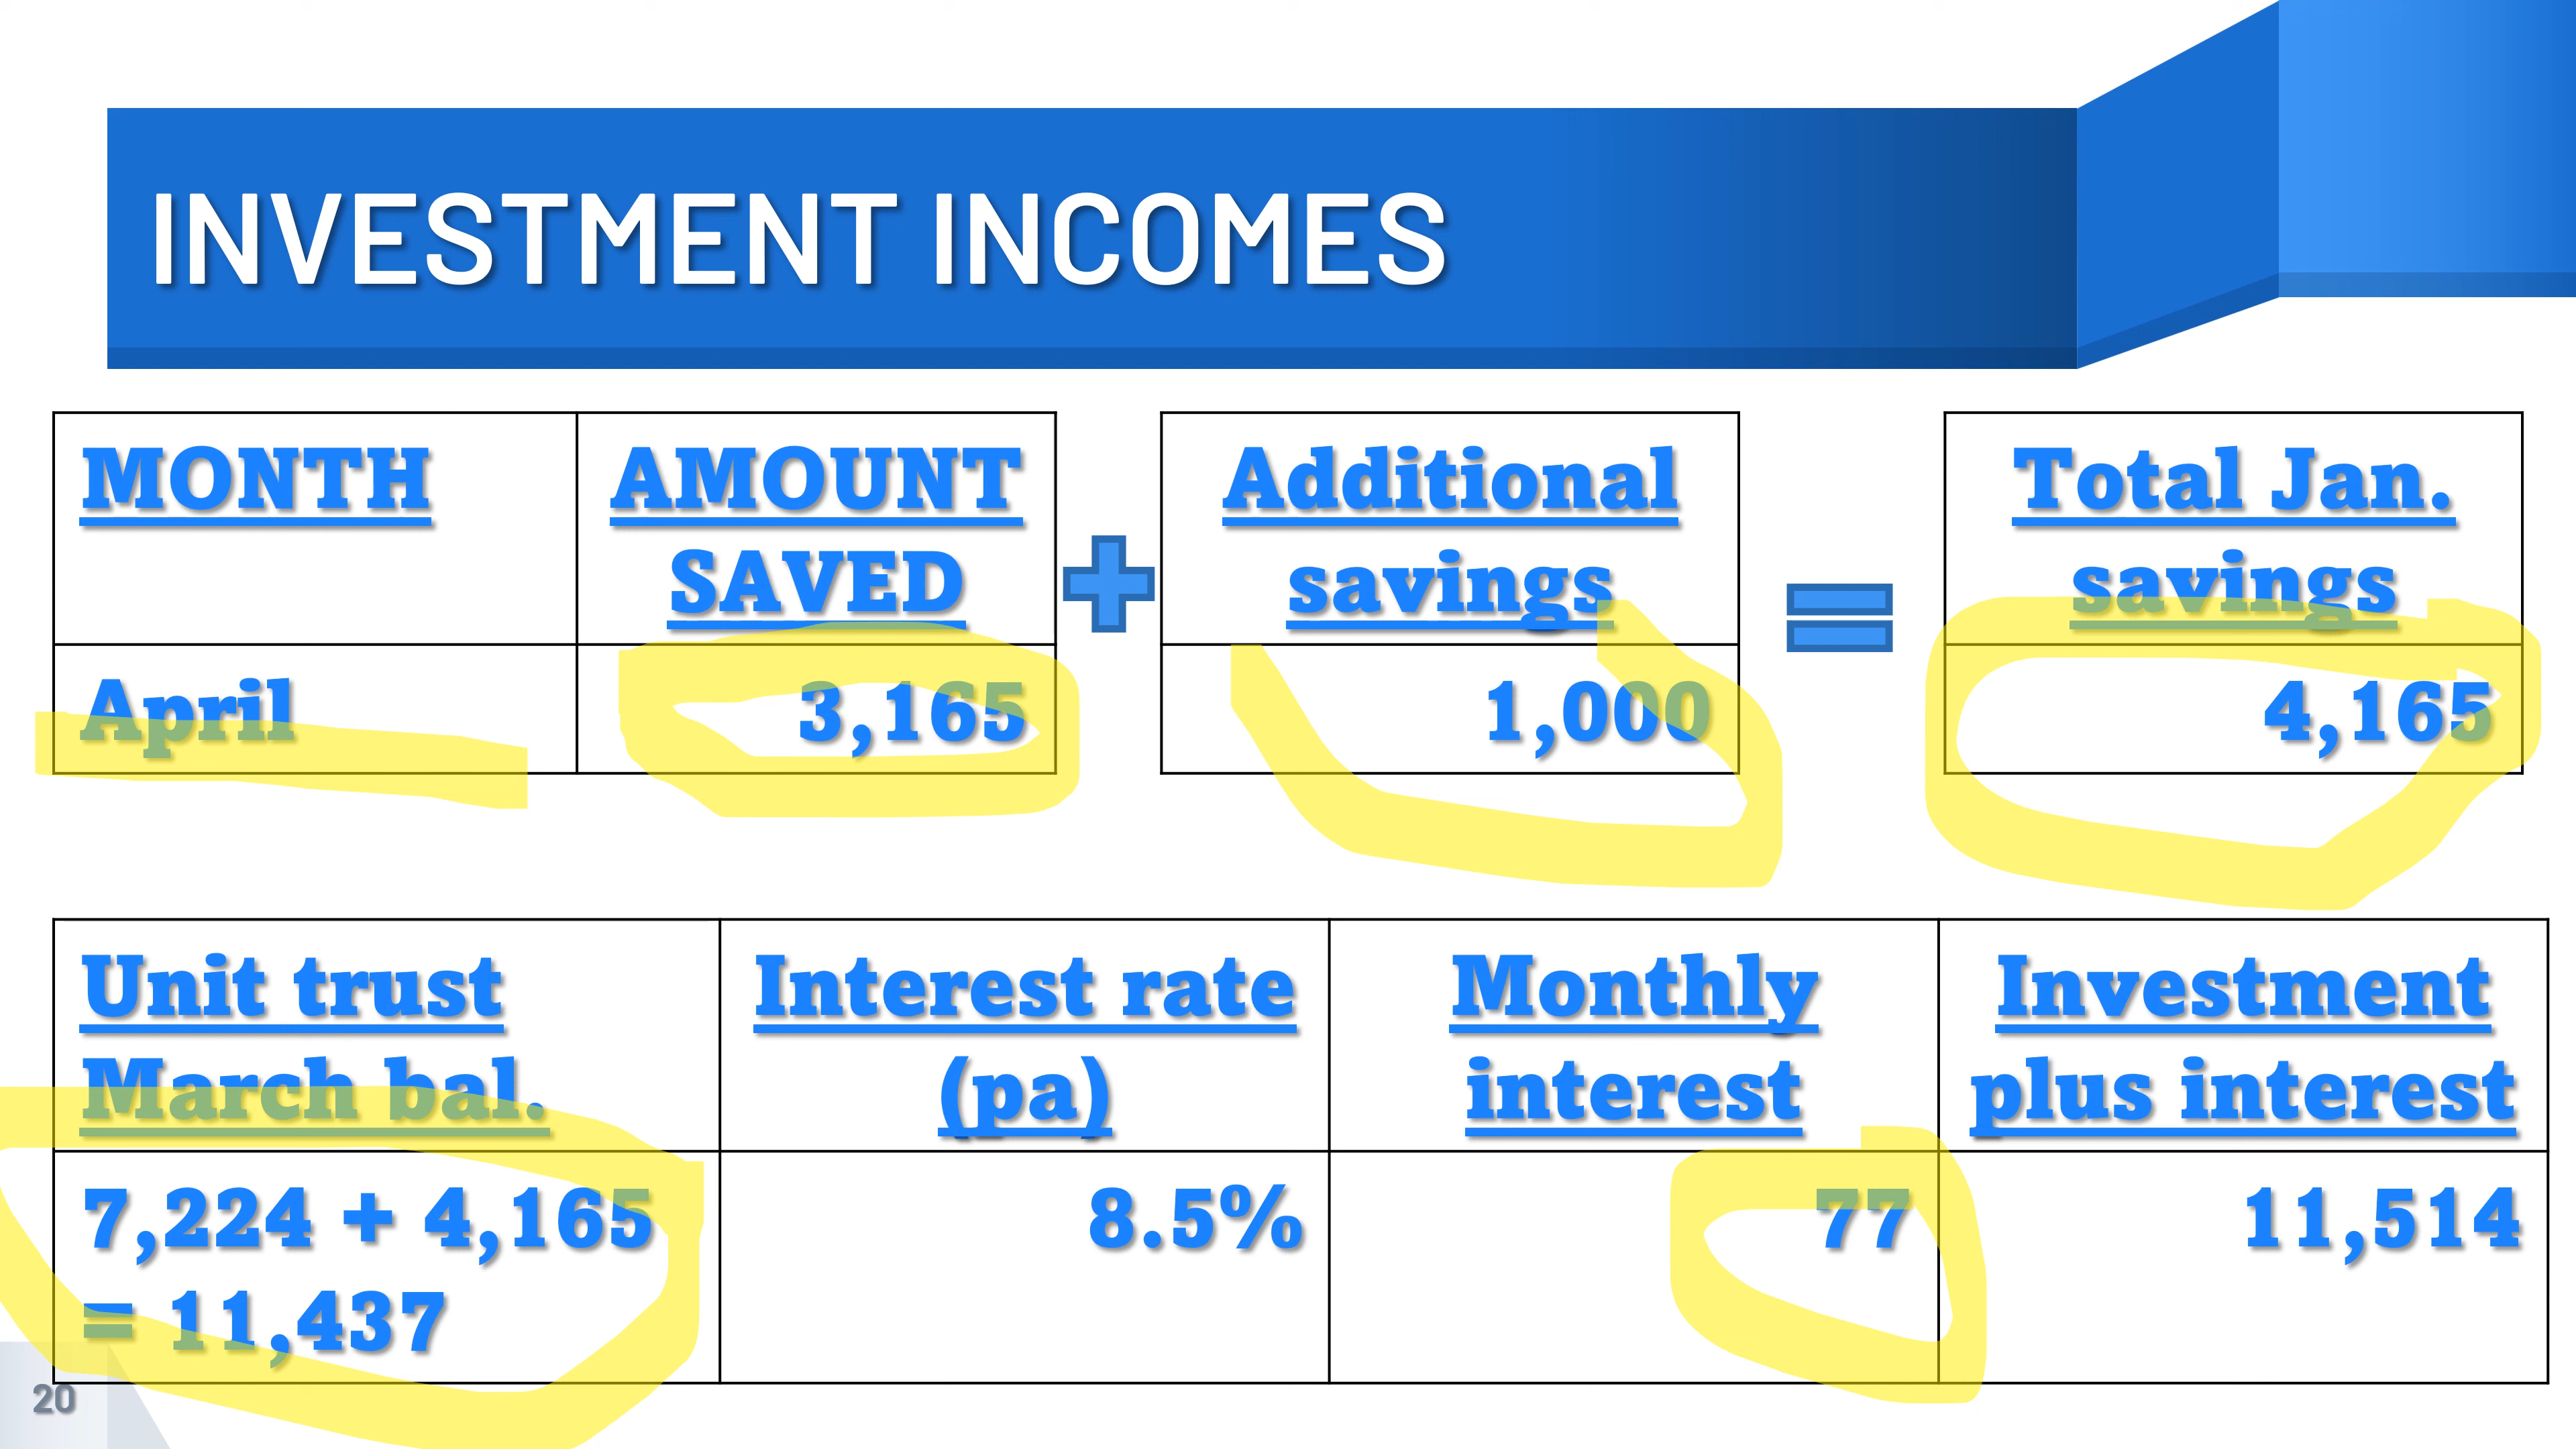 INVESTMENT INCOMES
MONTH
AMOUNT
SAVED
April
3,165
Additional
savings
1,000
Total Jan.
savings
4,165
Unit trust
March bal.
Interest rate
(pa)
Monthly
interest
Investment
plus interest
7,224 + 4,165
= 11,437
8.5%
77
11,514
20